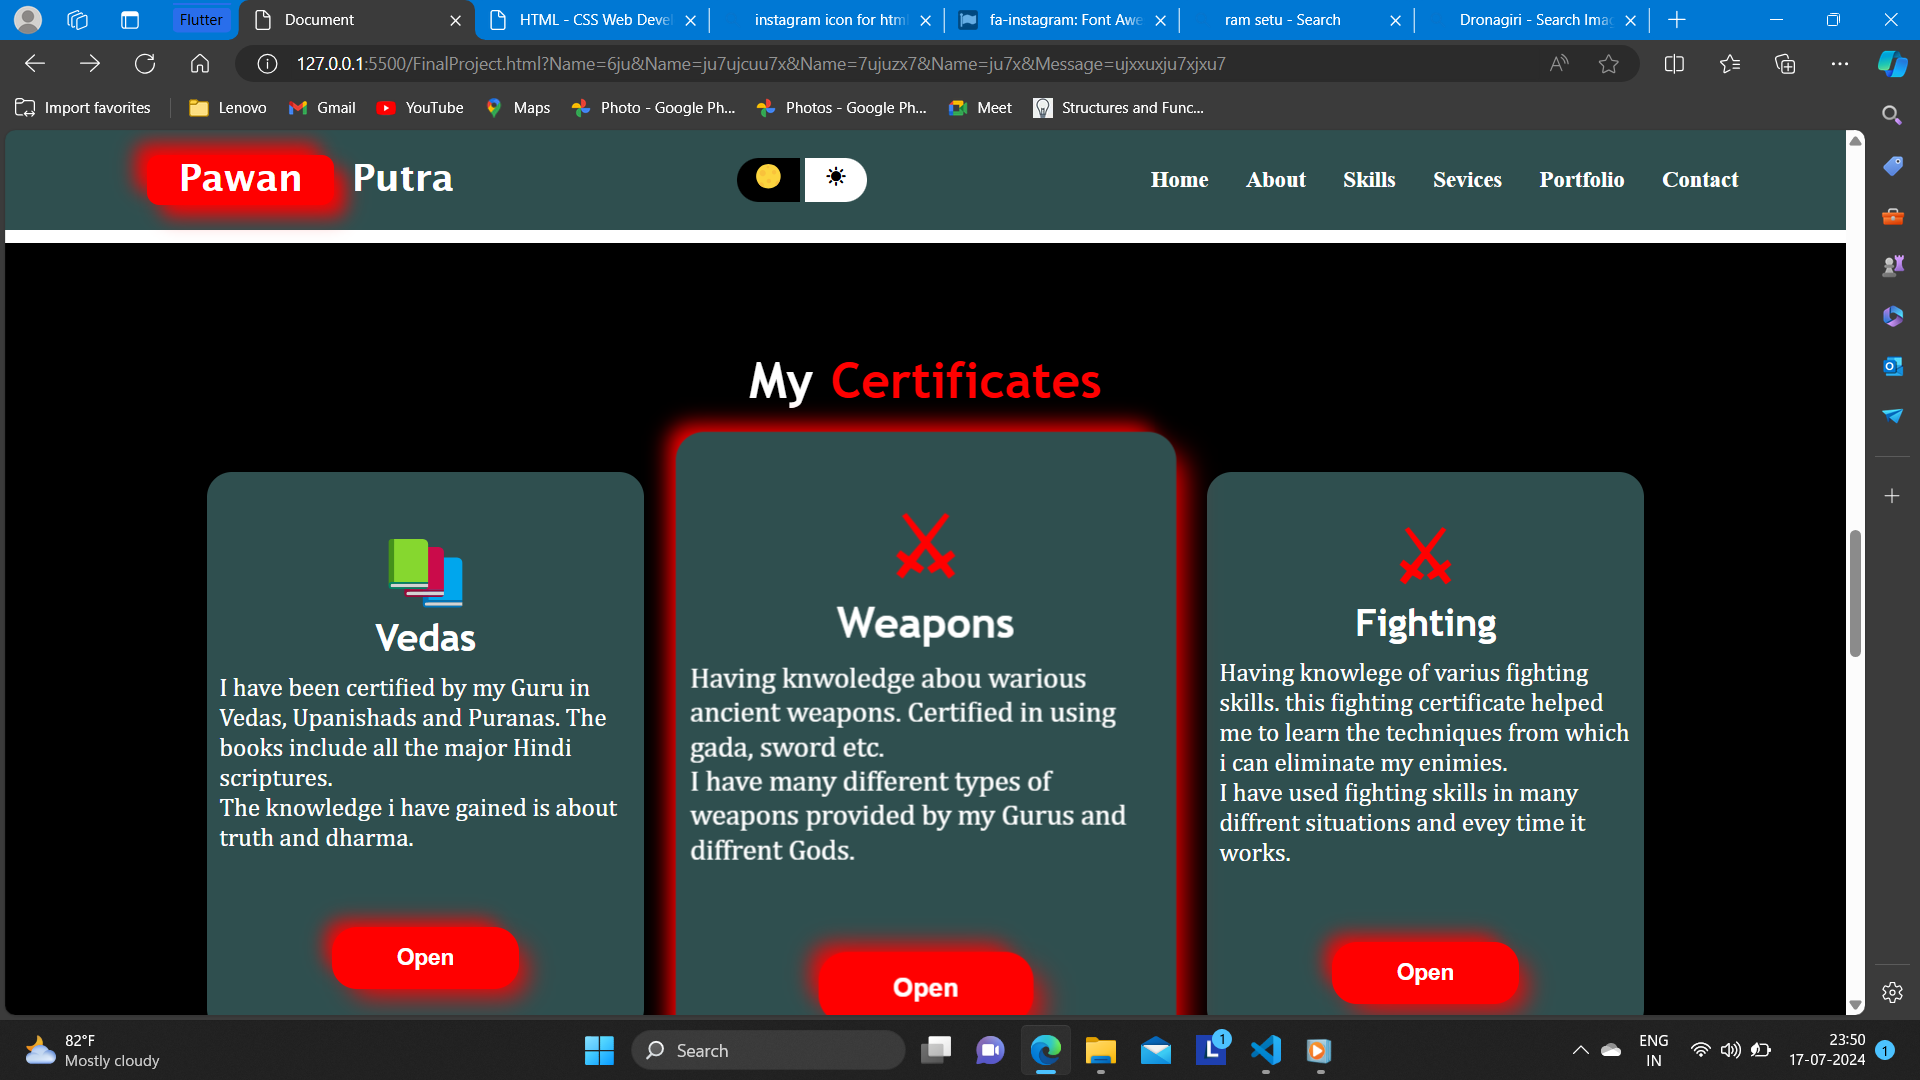 Flutter
Document
HTML - CSS Web Devel
instagram icon for html
fa-instagram: Font Awe
ram setu - Search
Dronagiri - Search Imag
127.0.0.1:5500/FinalProject.html?Name=6ju&Name=ju7ujcuu7x&Name=7ujuzx7&Name=ju7x&Message=ujxxuxju7xjxu7
Import favorites
Lenovo
Gmail
YouTube
Maps
Photo - Google Ph...
Photos - Google Ph...
Meet
Structures and Func...
Pawan Putra
Home
About
Skills
Sevices
Portfolio
Contact
My Certificates
Vedas
I have been certified by my Guru in
Vedas, Upanishads and Puranas. The
books include all the major Hindi
scriptures.
The knowledge i have gained is about
truth and dharma.
Open
Weapons
Having knwoledge abou warious
ancient weapons. Certified in using
gada, sword etc.
I have many different types of
weapons provided by my Gurus and
diffrent Gods.
Open
Fighting
Having knowlege of varius fighting
skills. this fighting certificate helped
me to learn the techniques from which
i can eliminate my enimies.
I have used fighting skills in many
diffrent situations and evey time it
works.
Open
82°F
Mostly cloudy
Search
L
1
ENG
IN
23:50
17-07-2024
1